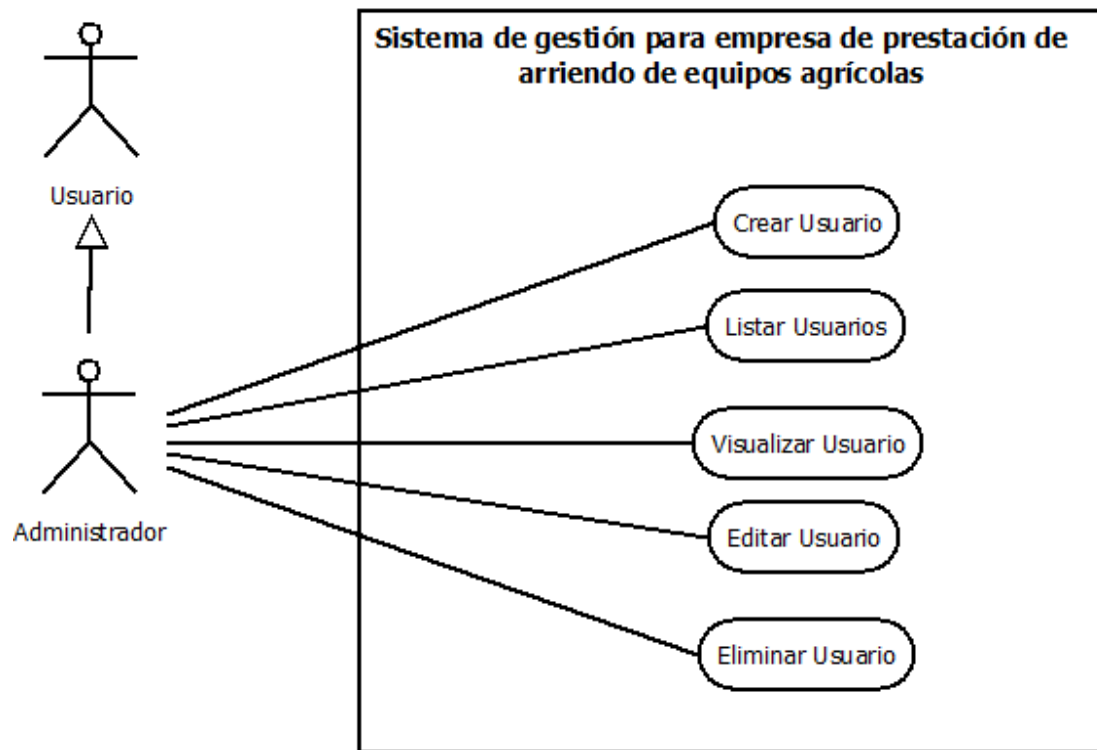 Sistema de gestión para empresa de prestación de
arriendo de equipos agrícolas
Usuario
Crear Usuario
Listar Usuarios
Visualizar Usuario
Editar Usuario
Administrador
Eliminar Usuario